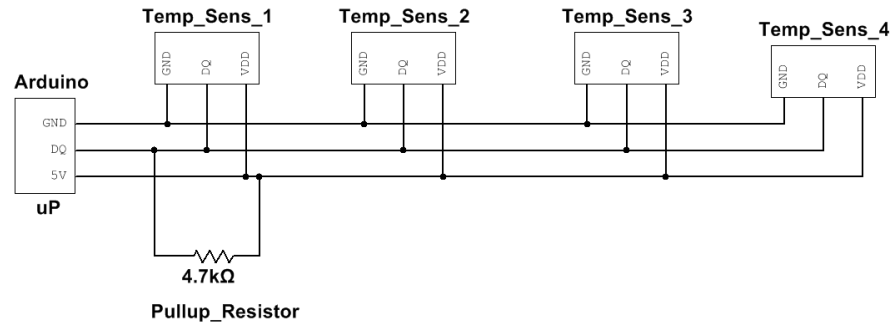 Temp_Sens_1
GND DQ VDD
Temp_Sens_2
GND DQ VDD
Temp_Sens_3
GND DQ VDD
Temp_Sens_4
GND DQ VDD
Arduino
GND
DQ
5V
uP
4.7kΩ
Pullup_Resistor